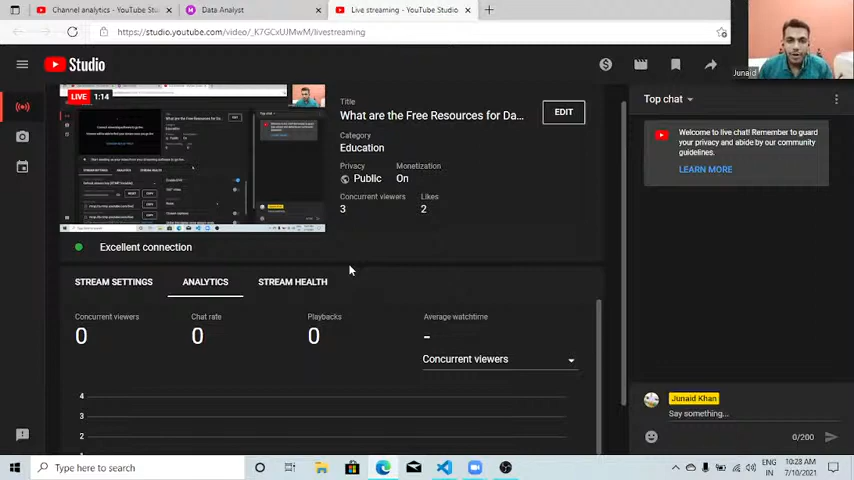 Channel analytics - YouTube Stu
Data Analyst
Live streaming - YouTube Studio
https://studio.youtube.com/video/_K7GCxUJMwM/livestreaming
Studio
Junaid
LIVE 1:14
Title
What are the Free Resources for Da...
EDIT
Category
Education
Privacy
Monetization
Public
On
Concurrent viewers
Likes
3
2
Excellent connection
STREAM SETTINGS
ANALYTICS
STREAM HEALTH
Concurrent viewers
Chat rate
Playbacks
Average watchtime
0
0
0
-
Concurrent viewers
4
3
2
Top chat
Welcome to live chat! Remember to guard
your privacy and abide by our community
guidelines.
LEARN MORE
Junaid Khan
Say something...
0/200
Type here to search
ENG
IN
10:28 AM
7/10/2021